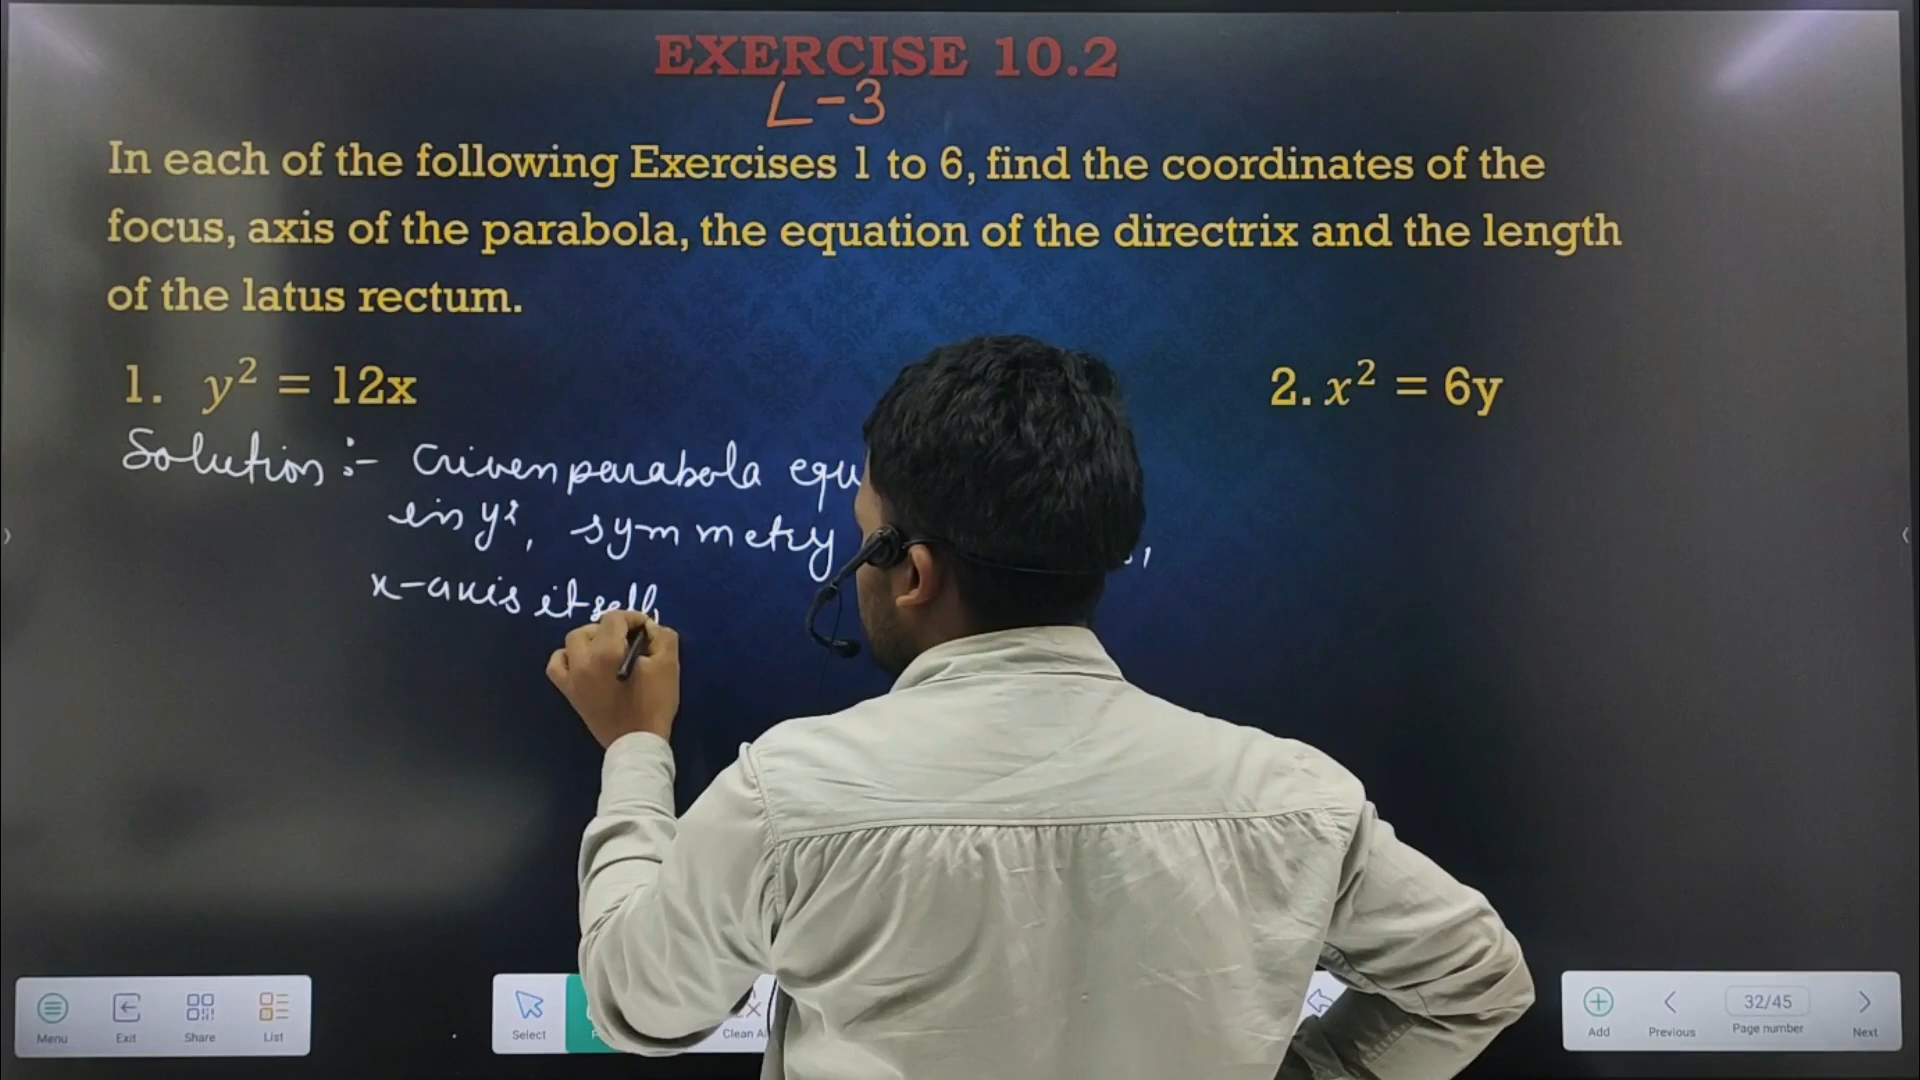 EXERCISE 10.2
L-3
In each of the following Exercises 1 to 6, find the coordinates of the
focus, axis of the parabola, the equation of the directrix and the length
of the latus rectum.
1. y² = 12x
2. x² = 6y
Solution :- Given parabola equ
in y², symmetry
x-axis itself,
Menu
Exit
Share
List
Select
Clean Al
Add
Previous
32/45
Page number
Next